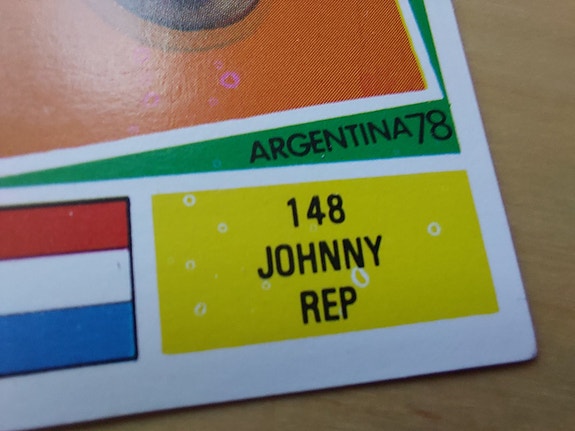 ARGENTINA78
148
JOHNNY
REP